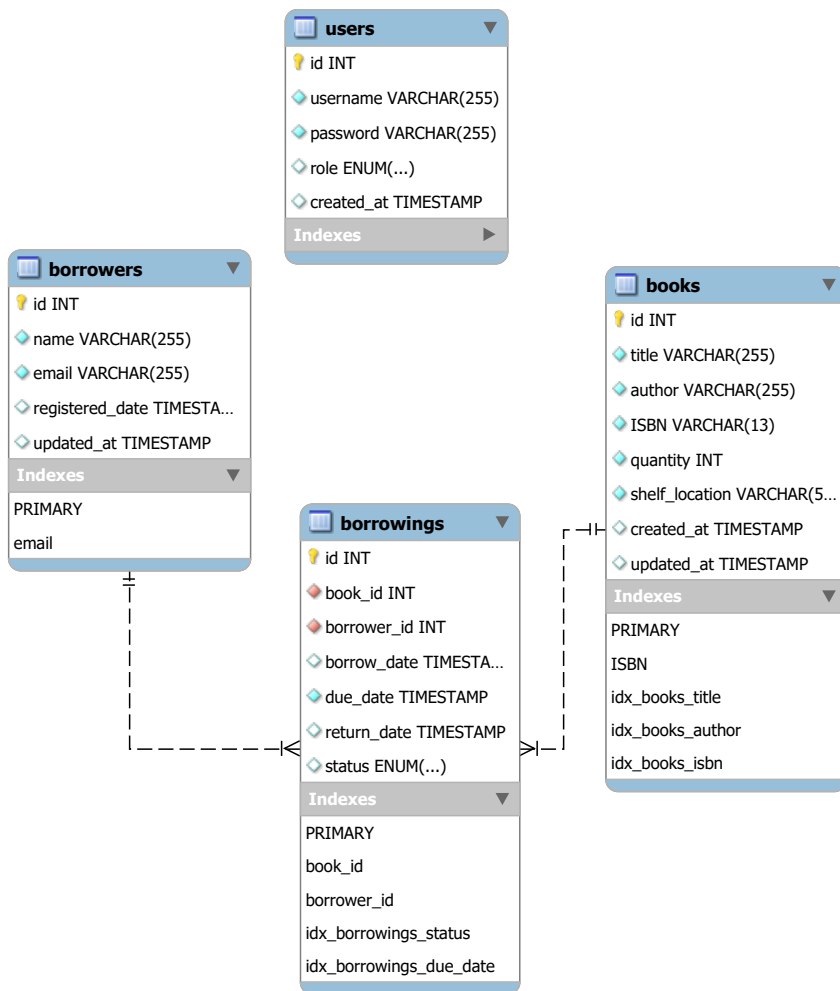 users
id INT
username VARCHAR(255)
password VARCHAR(255)
role ENUM(...)
created_at TIMESTAMP
Indexes
borrowers
id INT
name VARCHAR(255)
email VARCHAR(255)
registered_date TIMESTA...
updated_at TIMESTAMP
Indexes
PRIMARY
email
borrowings
id INT
book_id INT
borrower_id INT
borrow_date TIMESTA...
due_date TIMESTAMP
return_date TIMESTAMP
status ENUM(...)
Indexes
PRIMARY
book_id
borrower_id
idx_borrowings_status
idx_borrowings_due_date
books
id INT
title VARCHAR(255)
author VARCHAR(255)
ISBN VARCHAR(13)
quantity INT
shelf_location VARCHAR(5...
created_at TIMESTAMP
updated_at TIMESTAMP
Indexes
PRIMARY
ISBN
idx_books_title
idx_books_author
idx_books_isbn